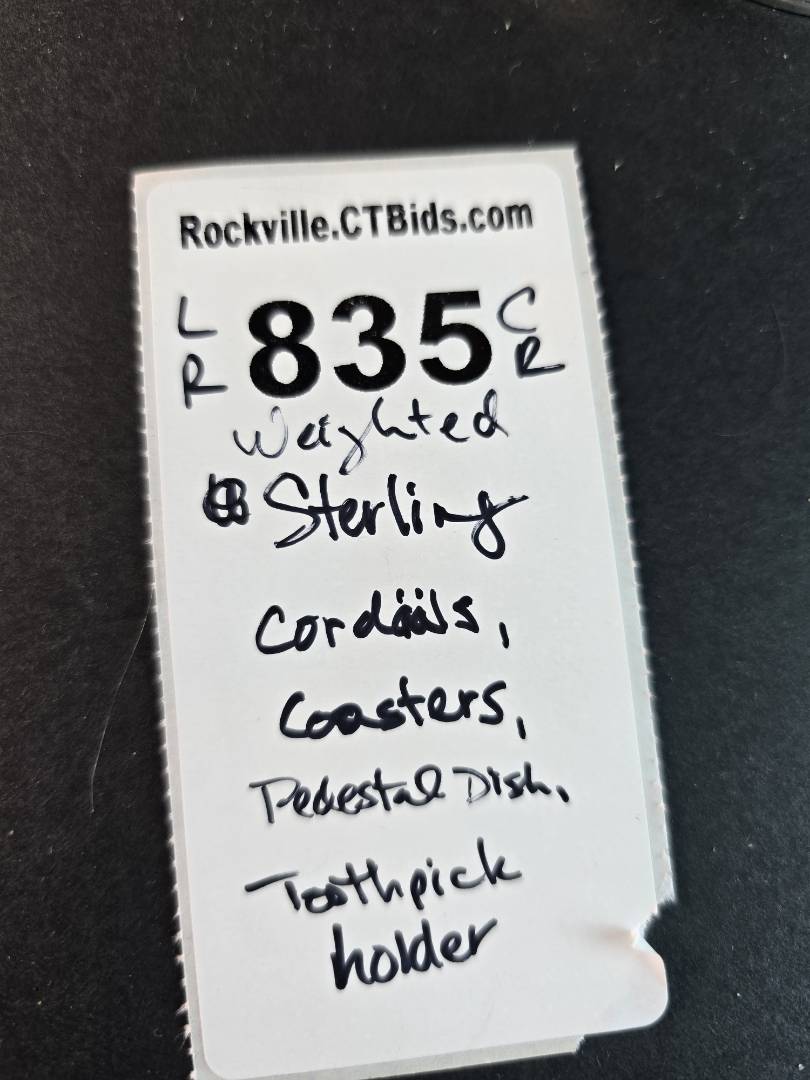 Rockville.CTBids.com
L 835 C
R R
Weighted
Sterling
Cordials,
Coasters,
Pedestal Dish,
Toothpick
holder